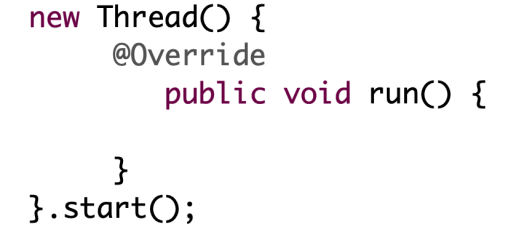 new Thread() {
@Override
public void run() {
}
}.start();